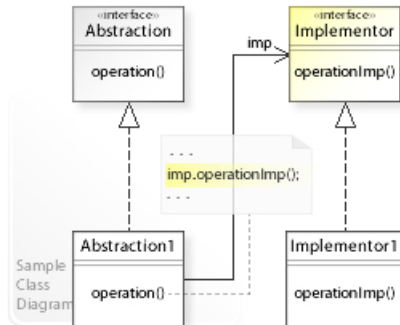 «interface»
Abstraction
operation()
imp
«interface»
Implementor
operationImp()
- - -
imp.operationImp();
- - -
Abstraction1
operation()
Implementor1
operationImp()
Sample
Class
Diagram